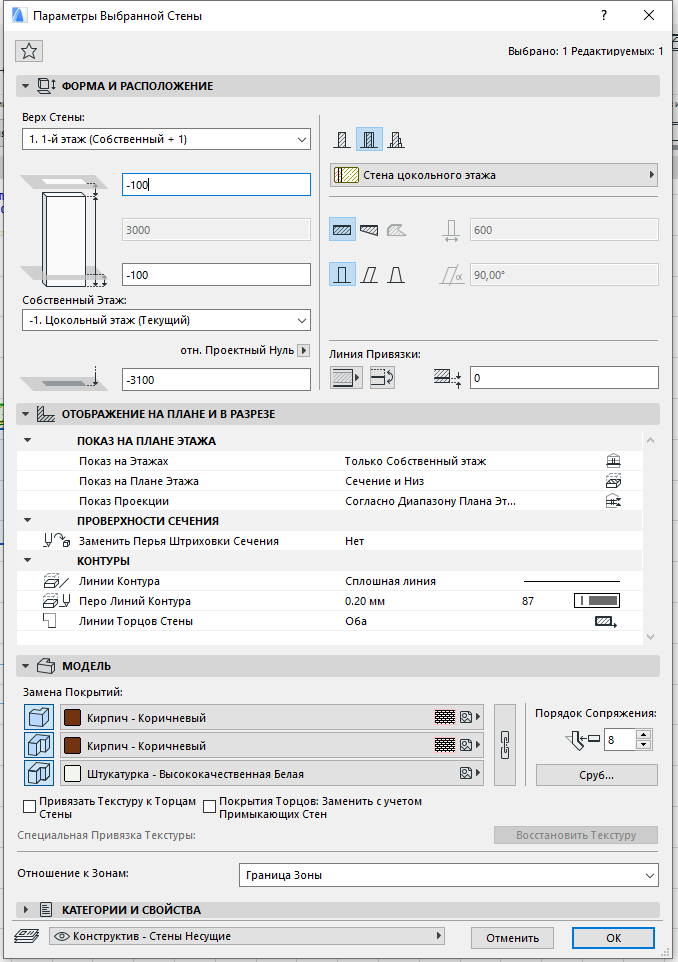 Параметры Выбранной Стены
?
Выбрано: 1 Редактируемых: 1
ФОРМА И РАСПОЛОЖЕНИЕ
Верх Стены:
1. 1-й этаж (Собственный + 1)
-100
3000
-100
Собственный Этаж:
-1. Цокольный этаж (Текущий)
отн. Проектный Нуль
-3100
Стена цокольного этажа
600
α
90,00°
Линия Привязки:
0
ОТОБРАЖЕНИЕ НА ПЛАНЕ И В РАЗРЕЗЕ
ПОКАЗ НА ПЛАНЕ ЭТАЖА
Показ на Этажах Только Собственный этаж
Показ на Плане Этажа Сечение и Низ
Показ Проекции Согласно Диапазону Плана Эт...
ПРОВЕРХНОСТИ СЕЧЕНИЯ
Заменить Перья Штриховки Сечения Нет
КОНТУРЫ
Линии Контура Сплошная линия
Перо Линий Контура 0.20 мм 87
Линии Торцов Стены Оба
МОДЕЛЬ
Замена Покрытий:
Кирпич - Коричневый
Кирпич - Коричневый
Штукатурка - Высококачественная Белая
Порядок Сопряжения:
8
Сруб...
Привязать Текстуру к Торцам
Стены
Покрытия Торцов: Заменить с учетом
Примыкающих Стен
Специальная Привязка Текстуры:
Восстановить Текстуру
Отношение к Зонам:
Граница Зоны
КАТЕГОРИИ И СВОЙСТВА
Конструктив - Стены Несущие
Отменить
ОК